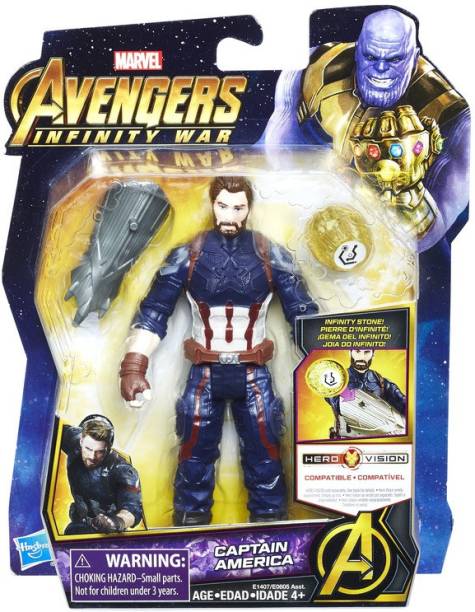 MARVEL
AVENGERS
INFINITY WAR
INFINITY STONE!
PIERRE D'INFINITÉ!
¡GEMA DEL INFINITO!
JOIA DO INFINITO!
HERO VISION
COMPATIBLE • COMPATÍVEL
Hasbro
WARNING:
CHOKING HAZARD–Small parts.
Not for children under 3 years.
CAPTAIN
AMERICA
E1407/E0605 Asst.
AGE•EDAD•IDADE 4+